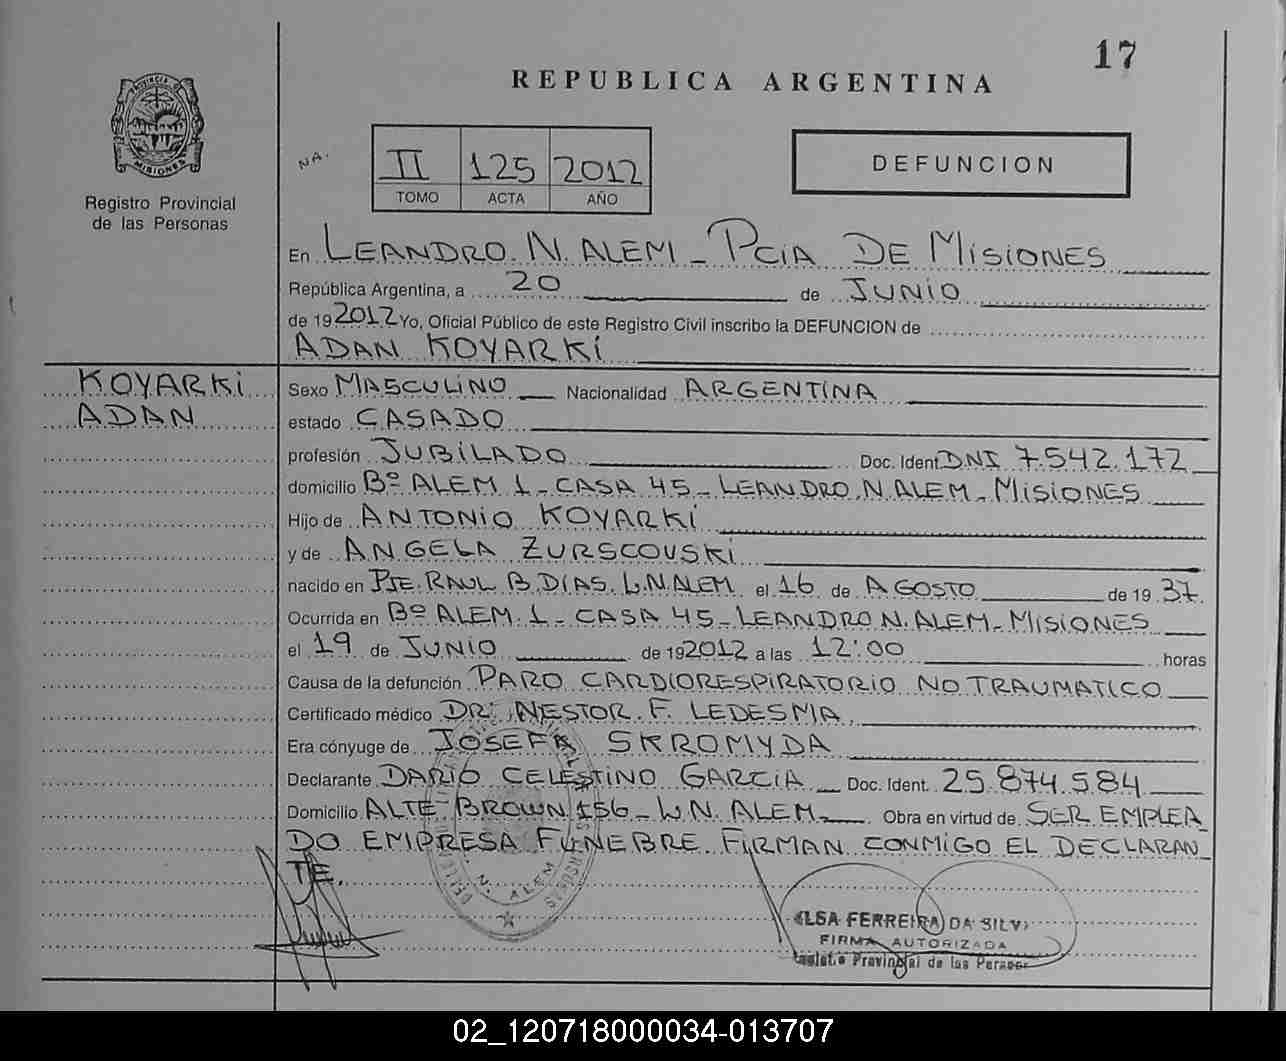 17
REPUBLICA ARGENTINA
PROVINCIA DE
MISIONES
Registro Provincial
de las Personas
NA.
II 125 2012
TOMO ACTA AÑO
DEFUNCION
En LEANDRO N. ALEM - PCIA DE MISIONES
República Argentina, a 20 de JUNIO
de 192012 Yo, Oficial Público de este Registro Civil inscribo la DEFUNCION de
ADAN KOYARKI
KOYARKI
ADAN
Sexo MASCULINO Nacionalidad ARGENTINA
estado CASADO
profesión JUBILADO Doc. Ident. DNI 7.542.172
domicilio Bº ALEM 1 - CASA 45 - LEANDRO N. ALEM - MISIONES
Hijo de ANTONIO KOYARKI
y de ANGELA ZURSCOUSKI
nacido en PJE. RAUL B. DIAS. L.N.ALEM el 16 de AGOSTO de 19 37.
Ocurrida en Bº ALEM 1 - CASA 45 - LEANDRO N. ALEM - MISIONES
el 19 de JUNIO de 192012 a las 12:00 horas
Causa de la defunción PARO CARDIORESPIRATORIO NO TRAUMATICO
Certificado médico DR. NESTOR F. LEDESMA
Era cónyuge de JOSEFA SKROMYDA
Declarante DARIO CELESTINO GARCIA Doc. Ident. 25.874.584
Domicilio ALTE BROWN 156 - L.N. ALEM Obra en virtud de SER EMPLEA
DO EMPRESA FUNEBRE. FIRMAN CONMIGO EL DECLARAN
TE.
N. ALEM
ILSA FERREIRA DA SILV
FIRMA AUTORIZADA
Provincial de las Person
02_120718000034-013707